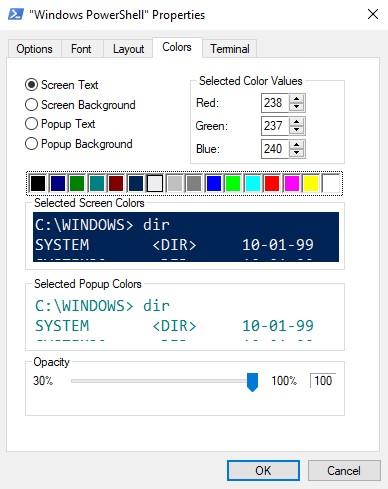 "Windows PowerShell" Properties
Options Font Layout Colors Terminal
Screen Text
Screen Background
Popup Text
Popup Background
Selected Color Values
Red: 238
Green: 237
Blue: 240
Selected Screen Colors
C:\WINDOWS> dir
SYSTEM <DIR> 10-01-99
Selected Popup Colors
C:\WINDOWS> dir
SYSTEM <DIR> 10-01-99
Opacity
30% 100% 100
OK Cancel